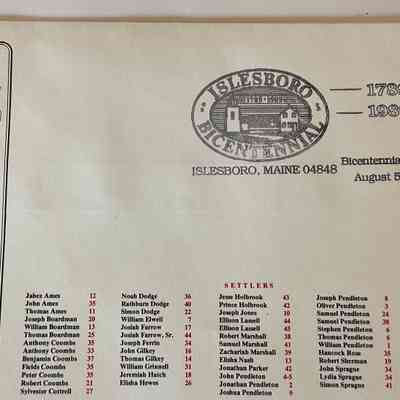 ISLESBORO
BICENTENNIAL
1789
1989
ISLESBORO, MAINE 04848
Bicentennia
August 5
SETTLERS
Jabez Ames 12
John Ames 35
Thomas Ames 11
Joseph Boardman 20
William Boardman 13
Thomas Boardman 25
Anthony Coombs 35
Anthony Coombs 33
Benjamin Coombs 37
Fields Coombs 35
Peter Coombs 35
Robert Coombs 21
Sylvester Cottrell 27
Noah Dodge 36
Rathburn Dodge 40
Simon Dodge 22
William Elwell 7
Josiah Farrow 17
Josiah Farrow, Sr. 44
Joseph Ferrin 34
John Gilkey 16
Thomas Gilkey 14
William Grinnell 31
Jeremiah Hatch 18
Elisha Hewes 26
Jesse Holbrook 43
Prince Holbrook 42
Joseph Jones 10
Ellison Lassell 44
Ellison Lassell 45
Robert Marshall 38
Samuel Marshall 43
Zachariah Marshall 39
Elisha Nash 13
Jonathan Parker 42
John Pendleton 4-5
Jonathan Pendleton 2
Joshua Pendleton 9
Joseph Pendleton 8
Oliver Pendleton 3
Samuel Pendleton 24
Samuel Pendleton 30
Stephen Pendleton 6
Thomas Pendleton 6
William Pendleton 1
Hancock Rose 35
Robert Sherman 19
John Sprague 34
Lydia Sprague 34
Simon Sprague 41